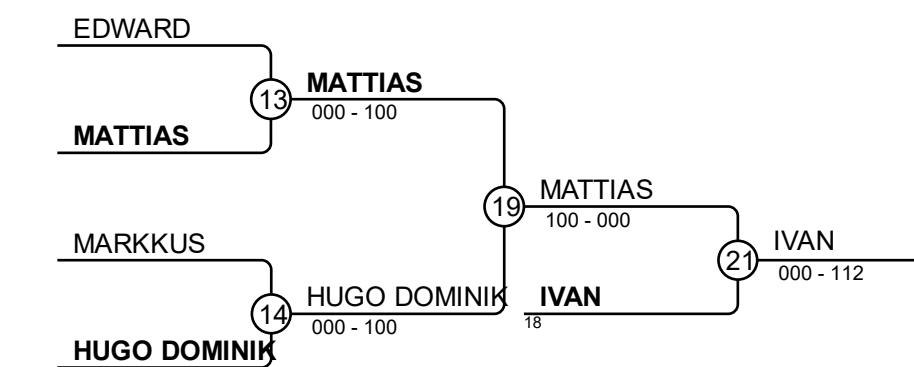 EDWARD
13
MATTIAS
000 - 100
MATTIAS
19
MATTIAS
100 - 000
MARKKUS
14
HUGO DOMINIK
000 - 100
HUGO DOMINIK
IVAN
18
21
IVAN
000 - 112